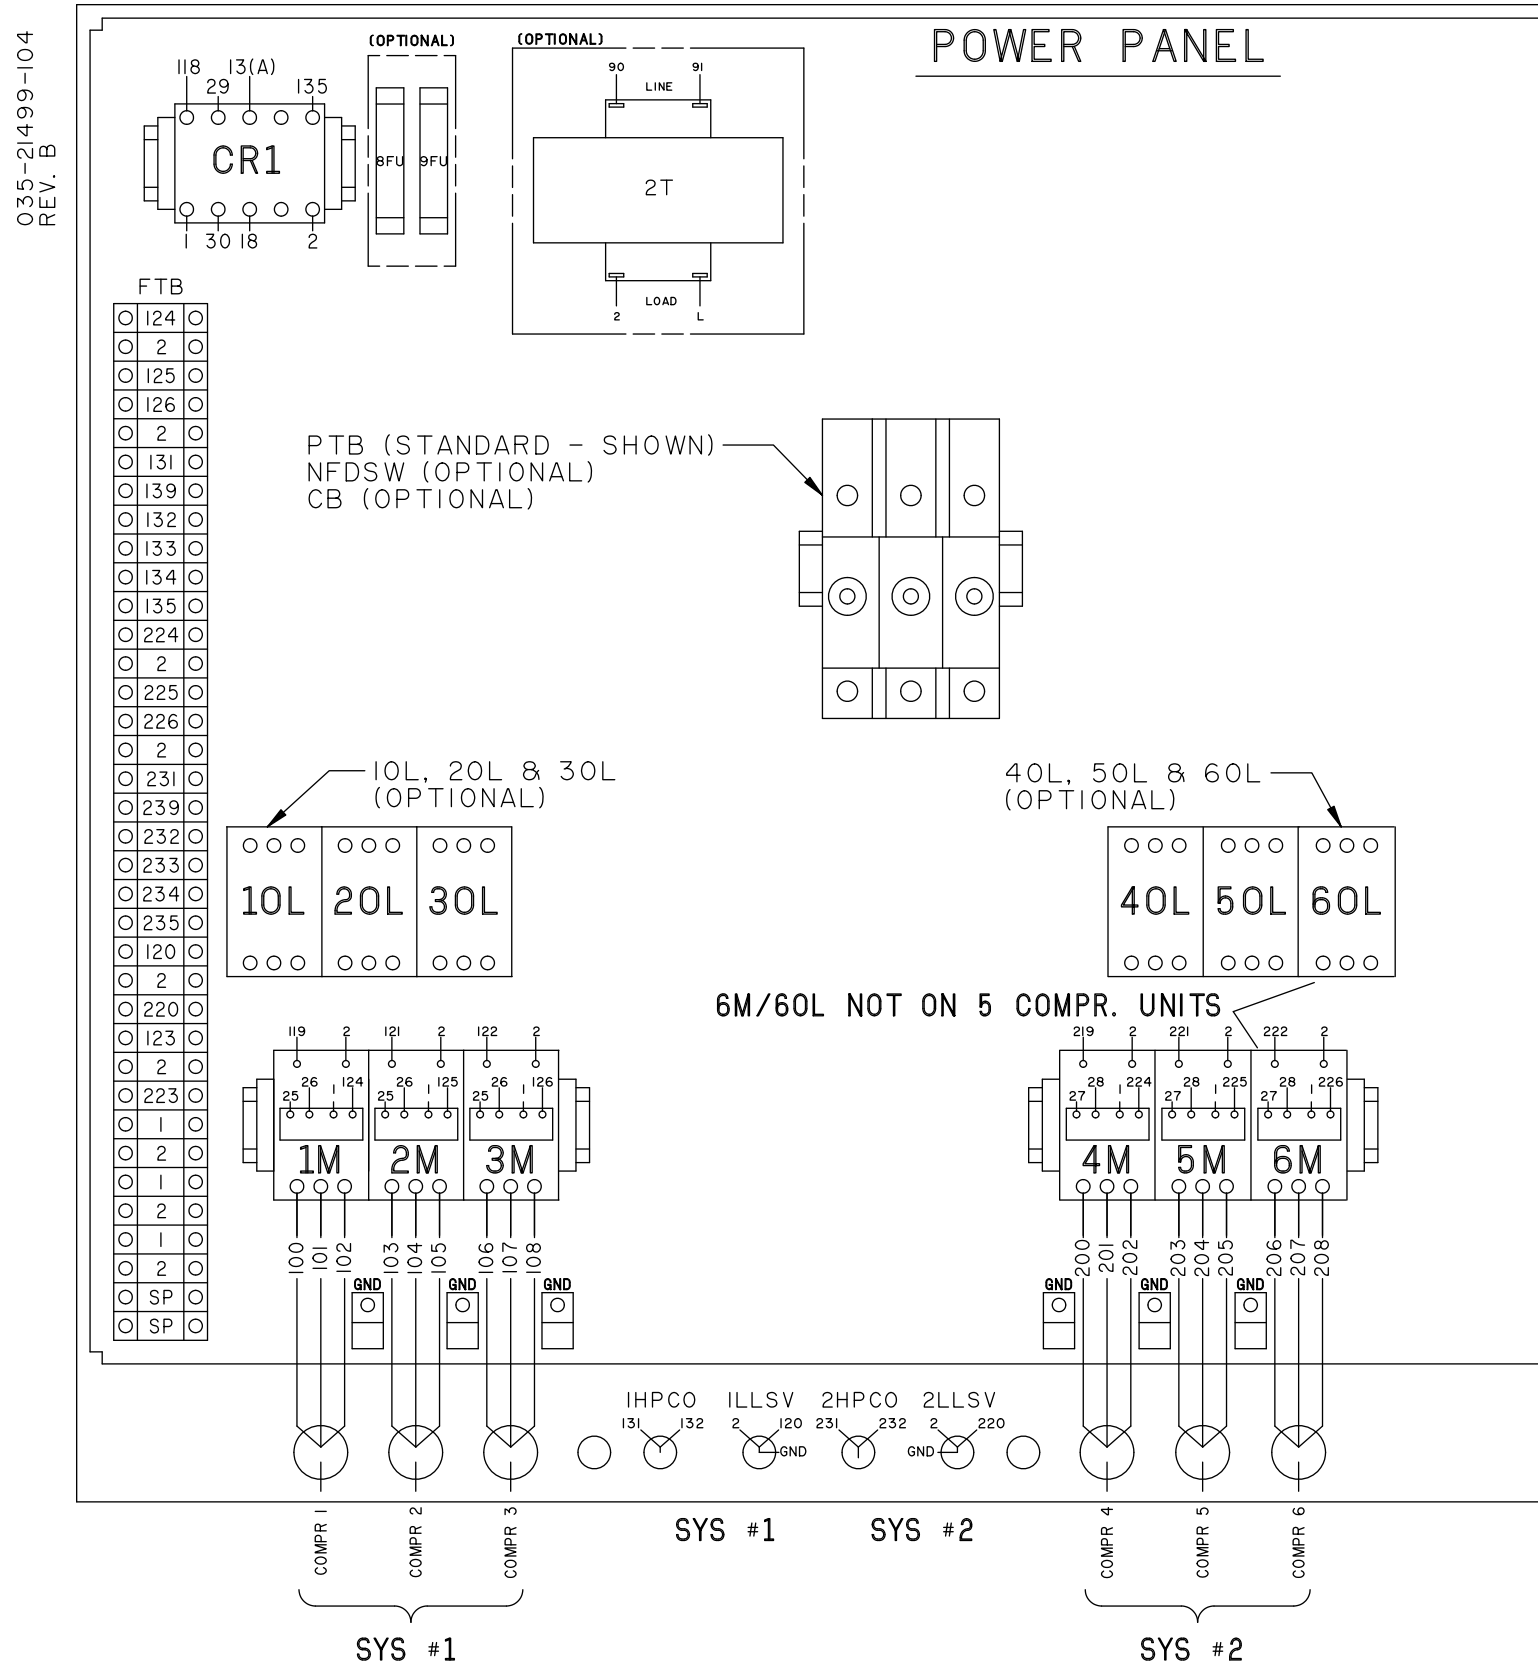 POWER PANEL
035-21499-104
REV. B
(OPTIONAL)
(OPTIONAL)
118 29 13(A) 135
CR1
1 30 18 2
8FU 9FU
90 91
LINE
2T
LOAD
2 L
FTB
124
2
125
126
2
131
139
132
133
134
135
224
2
225
226
2
231
239
232
233
234
235
120
2
220
123
2
223
1
2
1
2
1
2
SP
SP
PTB (STANDARD - SHOWN)
NFDSW (OPTIONAL)
CB (OPTIONAL)
1OL, 2OL & 3OL
(OPTIONAL)
4OL, 5OL & 6OL
(OPTIONAL)
1OL 2OL 3OL
4OL 5OL 6OL
6M/6OL NOT ON 5 COMPR. UNITS
119 2 121 2 122 2
25 26 1 124 25 26 1 125 25 26 1 126
1M 2M 3M
100 101 102 103 104 105 106 107 108
GND GND GND
219 2 221 2 222 2
27 28 1 224 27 28 1 225 27 28 1 226
4M 5M 6M
200 201 202 203 204 205 206 207 208
GND GND GND
1HPCO 1LLSV 2HPCO 2LLSV
131 132 2 120 231 232 2 220
GND GND
COMPR 1 COMPR 2 COMPR 3
SYS #1 SYS #2
COMPR 4 COMPR 5 COMPR 6
SYS #1 SYS #2